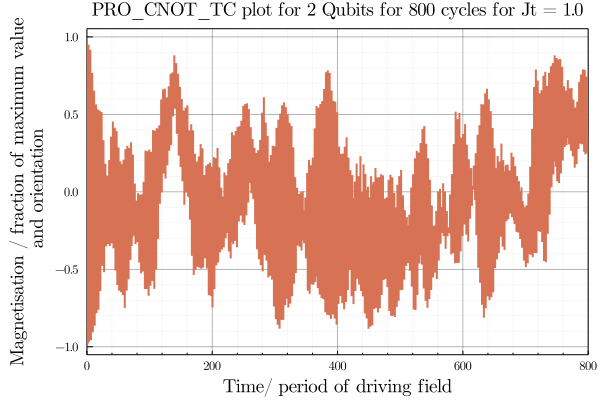 PRO_CNOT_TC plot for 2 Qubits for 800 cycles for Jt = 1.0
Magnetisation / fraction of maximum value
and orientation
1.0
0.5
0.0
−0.5
−1.0
0
200
400
600
800
Time/ period of driving field